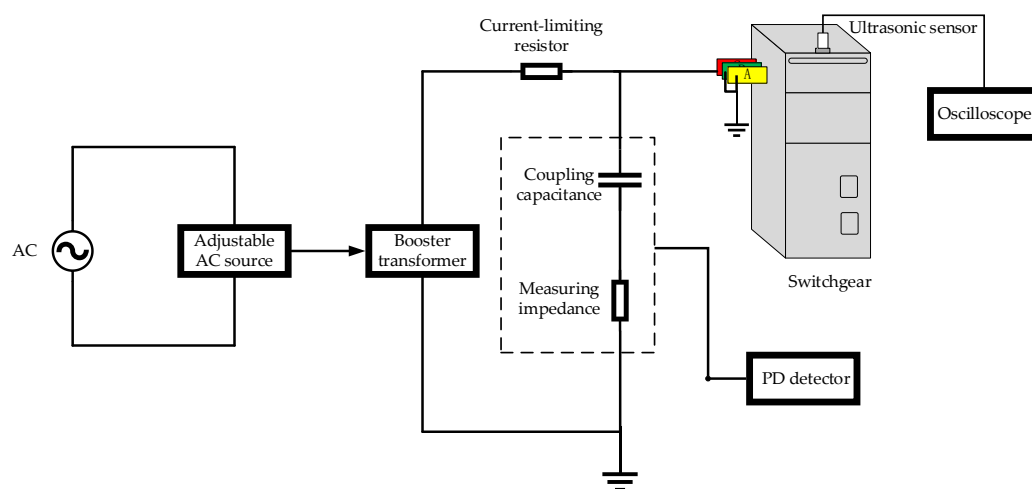 Current-limiting
resistor
Ultrasonic sensor
A
Oscilloscope
Coupling
capacitance
AC
Adjustable
AC source
Booster
transformer
Measuring
impedance
Switchgear
PD detector